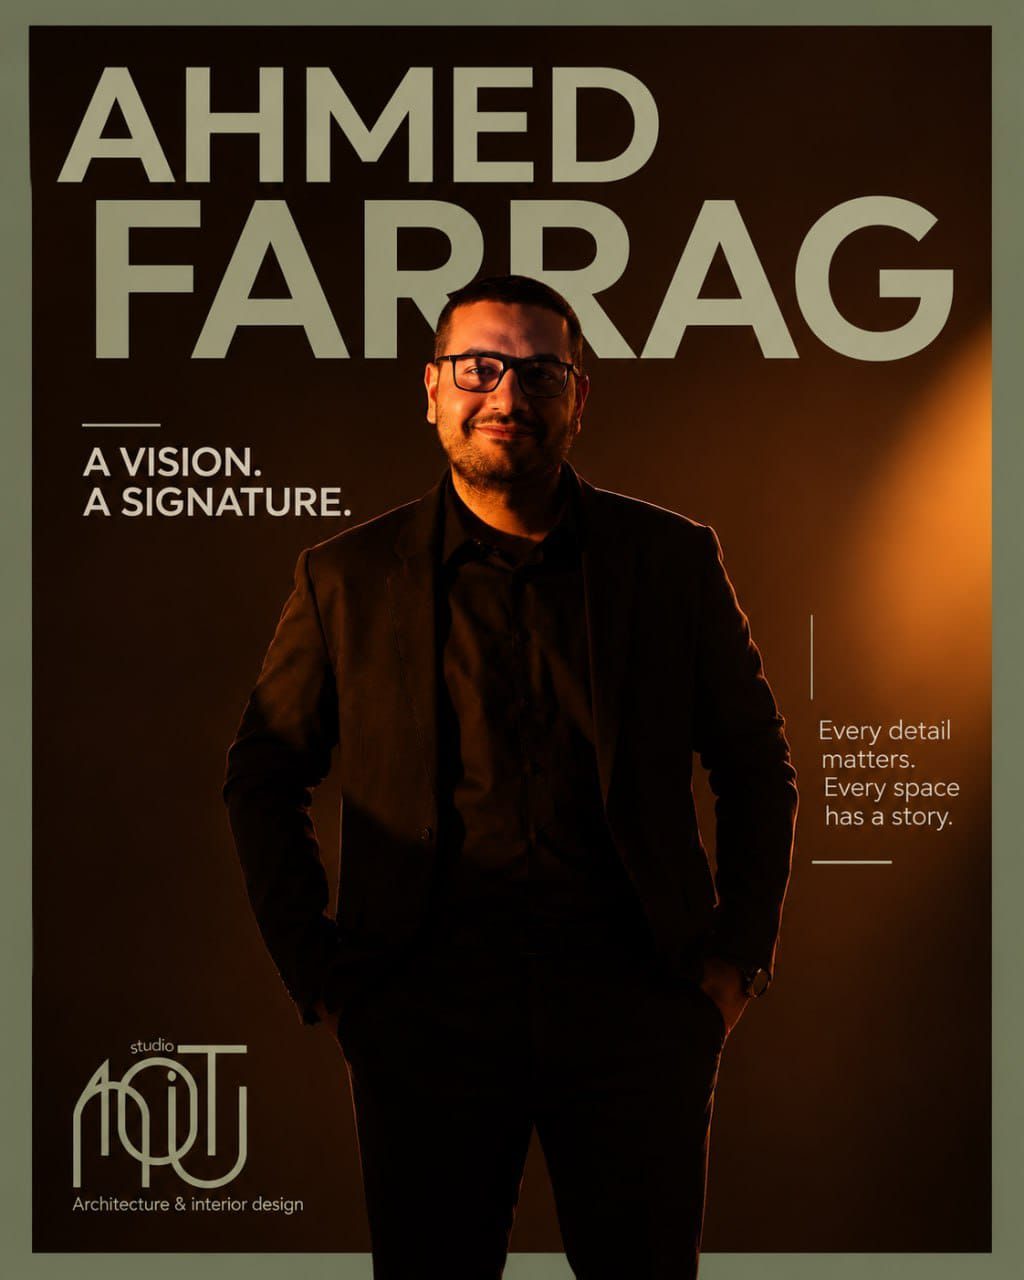 AHMED
FARRAG
A VISION.
A SIGNATURE.
Every detail
matters.
Every space
has a story.
studio
Architecture & interior design